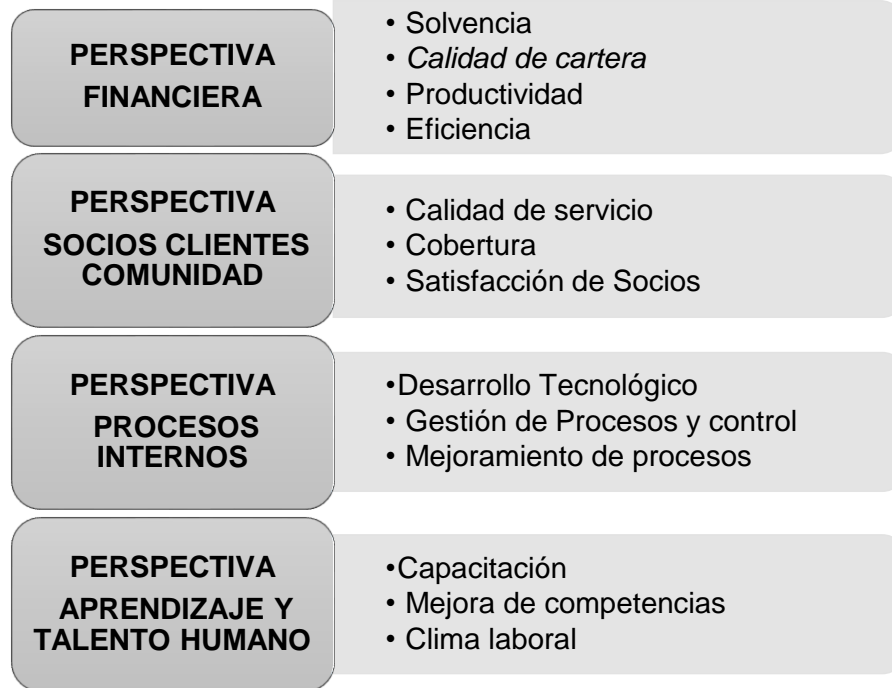 PERSPECTIVA
FINANCIERA
• Solvencia
• Calidad de cartera
• Productividad
• Eficiencia
PERSPECTIVA
SOCIOS CLIENTES
COMUNIDAD
• Calidad de servicio
• Cobertura
• Satisfacción de Socios
PERSPECTIVA
PROCESOS
INTERNOS
•Desarrollo Tecnológico
• Gestión de Procesos y control
• Mejoramiento de procesos
PERSPECTIVA
APRENDIZAJE Y
TALENTO HUMANO
•Capacitación
• Mejora de competencias
• Clima laboral